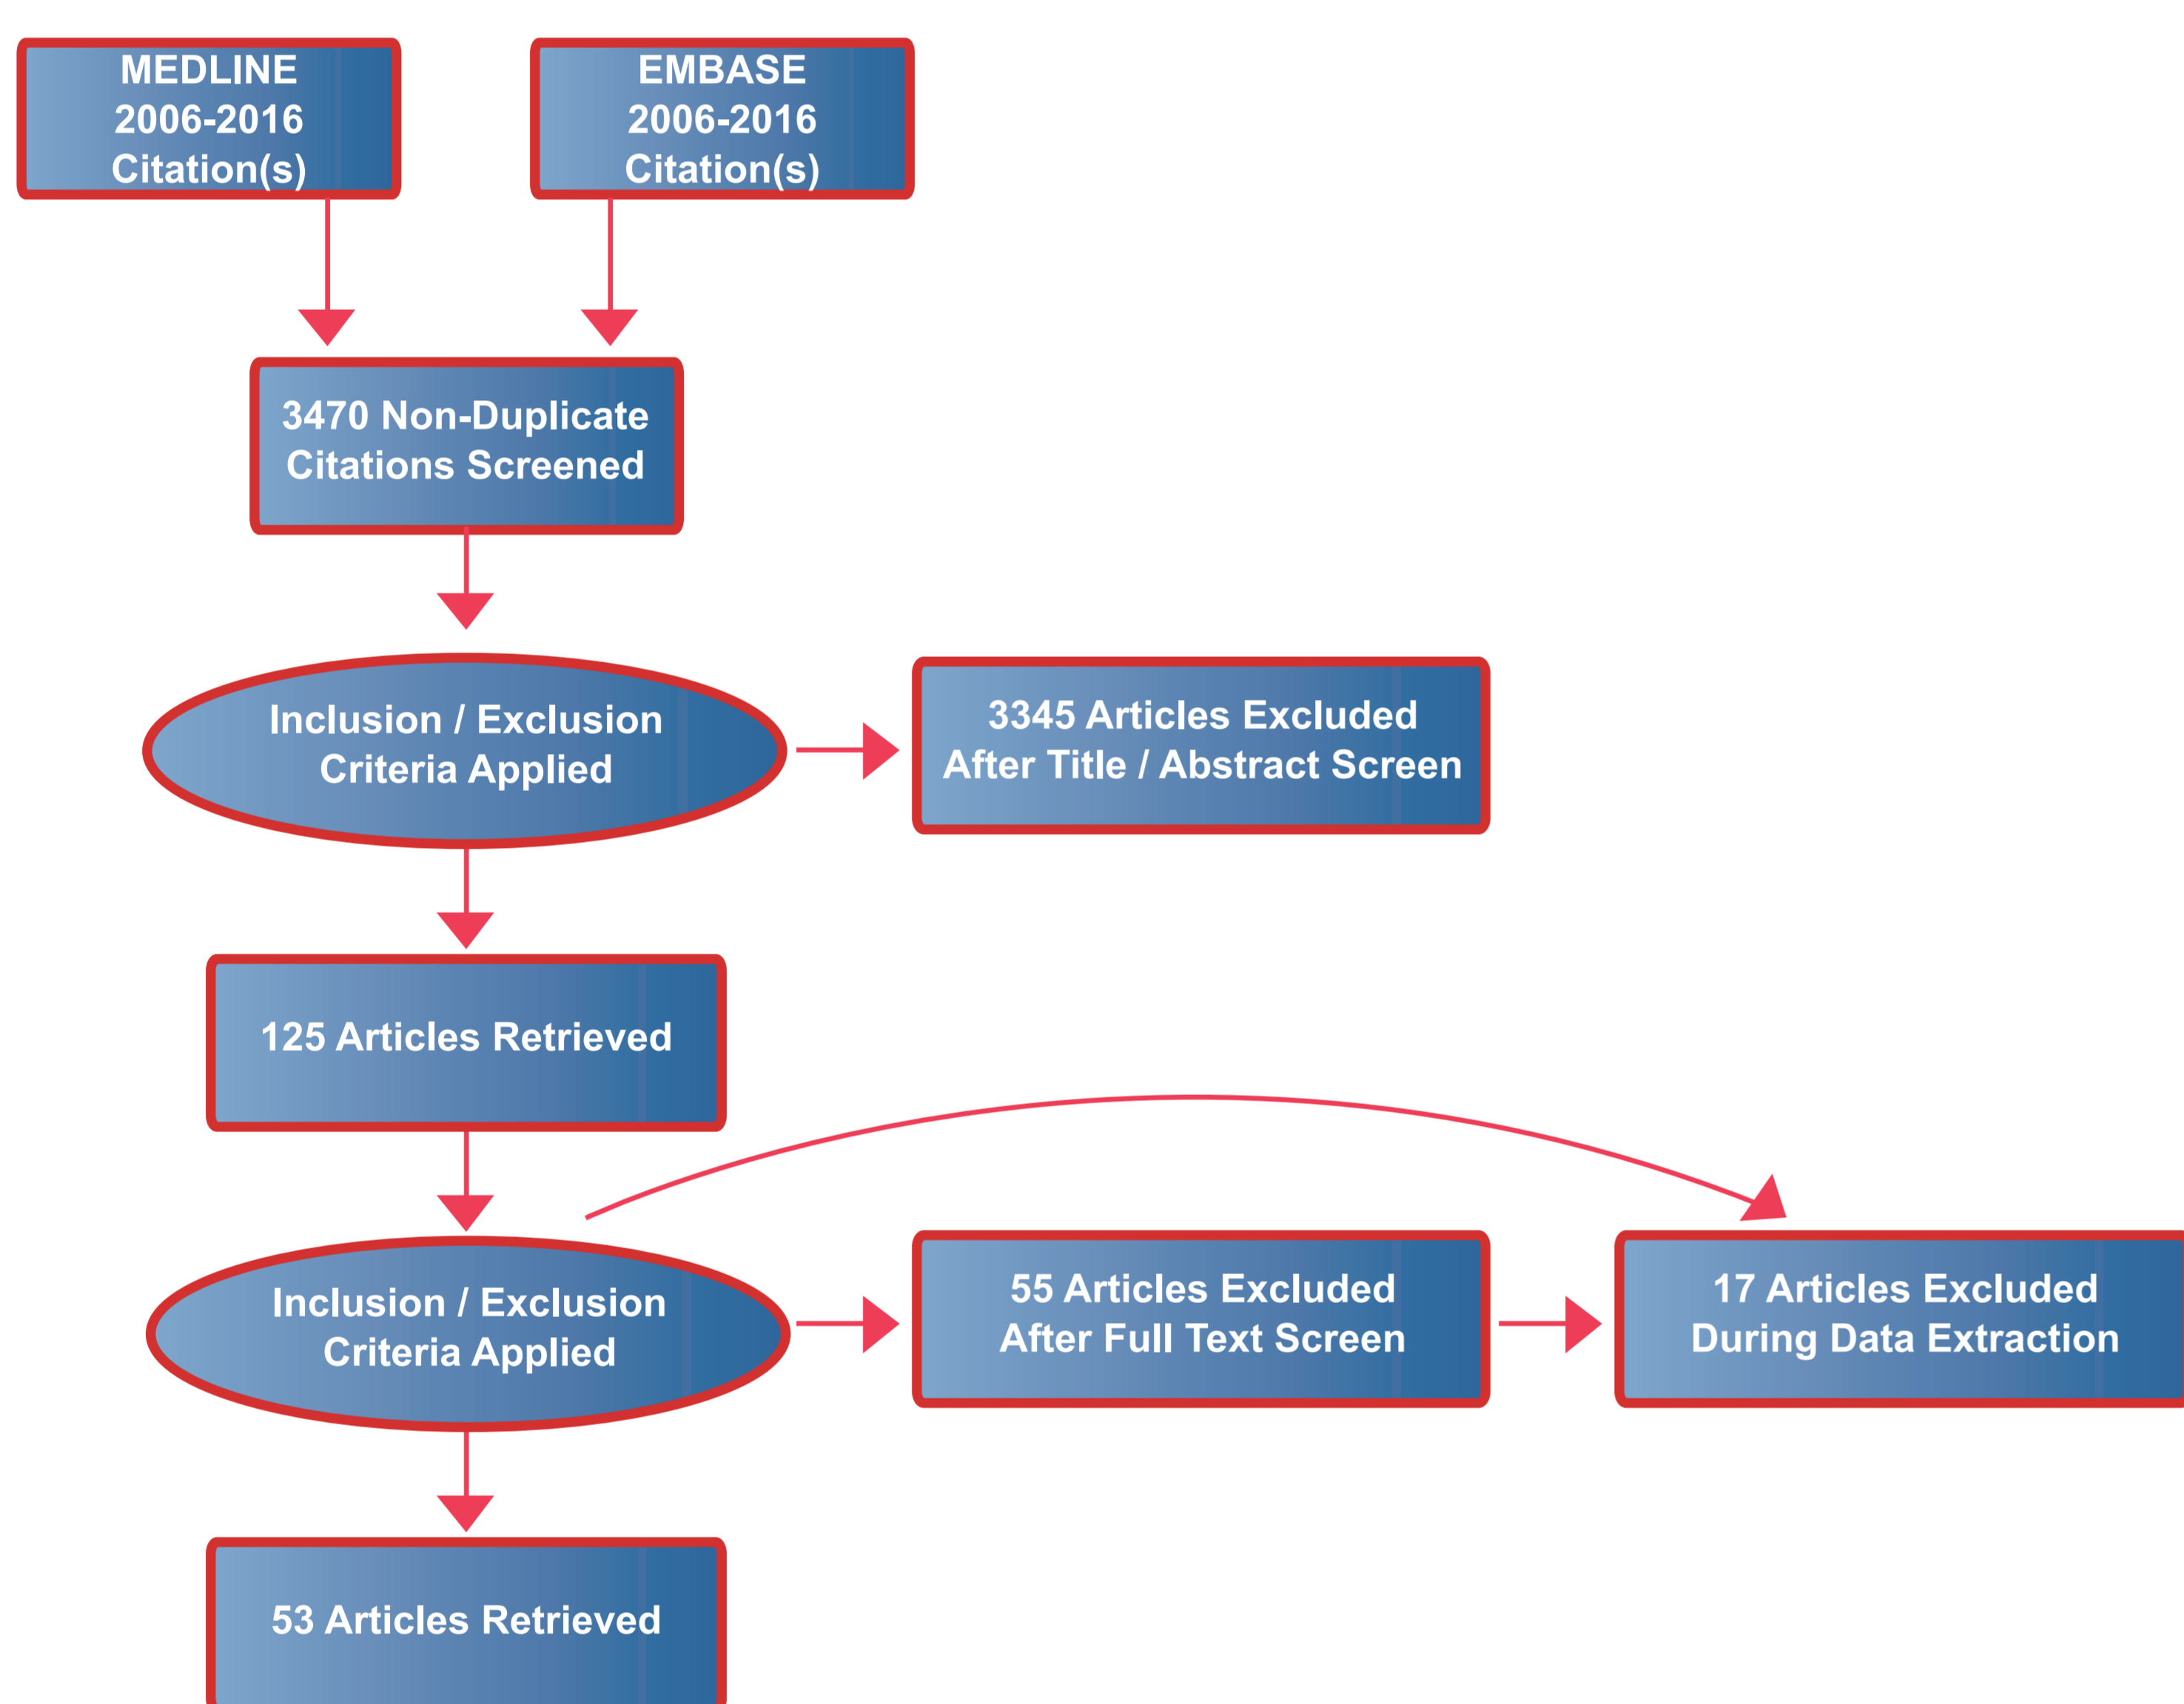 MEDLINE
2006-2016
Citation(s)
EMBASE
2006-2016
Citation(s)
3470 Non-Duplicate
Citations Screened
Inclusion / Exclusion
Criteria Applied
3345 Articles Excluded
After Title / Abstract Screen
125 Articles Retrieved
Inclusion / Exclusion
Criteria Applied
55 Articles Excluded
After Full Text Screen
17 Articles Excluded
During Data Extraction
53 Articles Retrieved